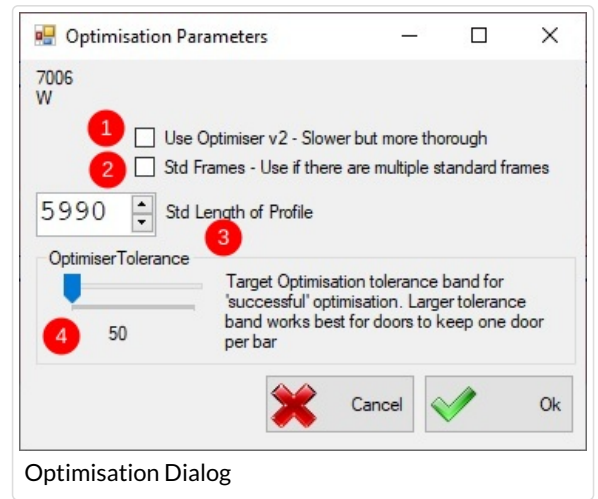 Optimisation Parameters
7006
W
1
Use Optimiser v2 - Slower but more thorough
2
Std Frames - Use if there are multiple standard frames
5990
Std Length of Profile
3
OptimiserTolerance
Target Optimisation tolerance band for
'successful' optimisation. Larger tolerance
band works best for doors to keep one door
per bar
4
50
Cancel
Ok
Optimisation Dialog